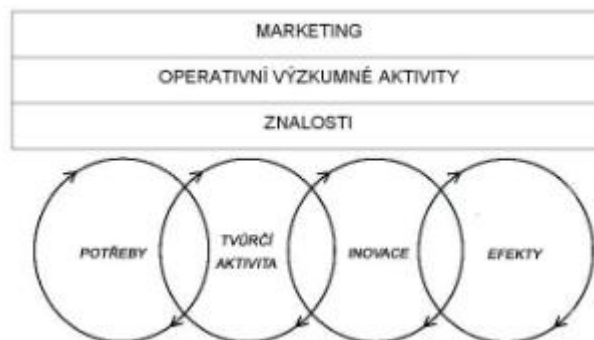 MARKETING
OPERATIVNÍ VÝZKUMNÉ AKTIVITY
ZNALOSTI
POTŘEBY
TVŮRČÍ
AKTIVITA
INOVACE
EFEKTY